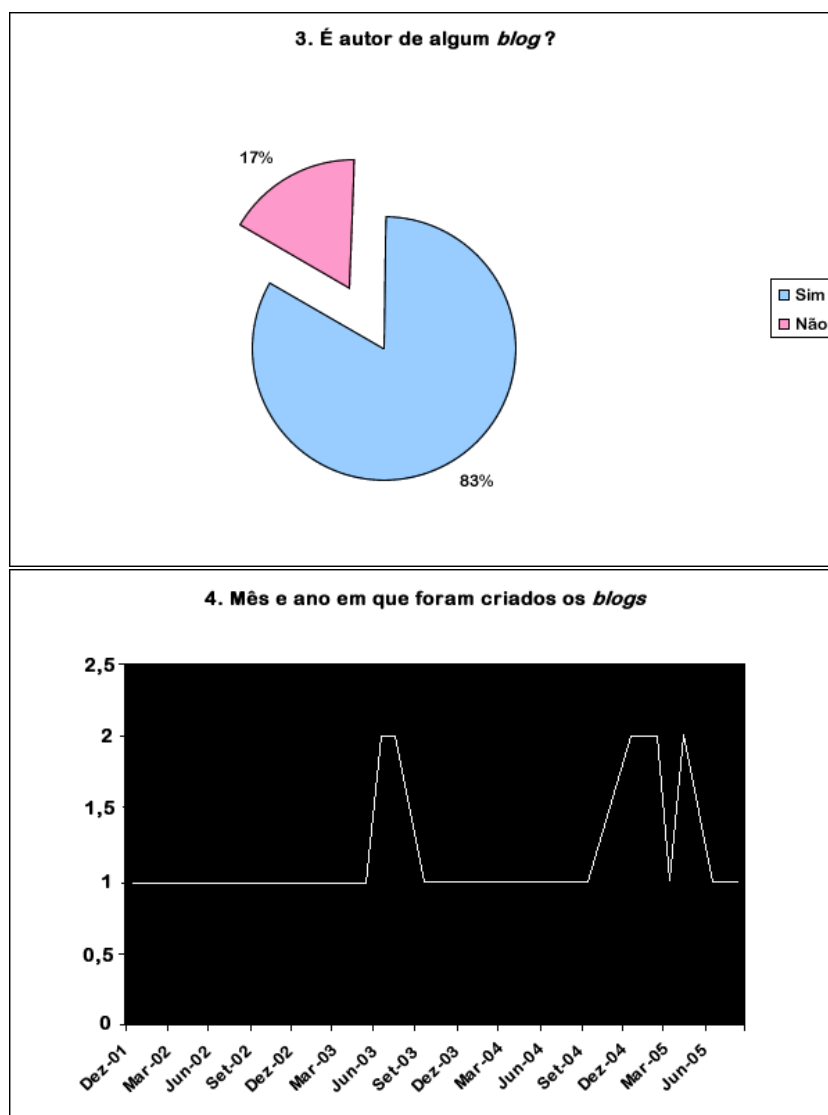 3. É autor de algum blog ?
17%
Sim
Não
83%
4. Mês e ano em que foram criados os blogs
2,5
2
1,5
1
0,5
0
Dez-01
Mar-02
Jun-02
Set-02
Dez-02
Mar-03
Jun-03
Set-03
Dez-03
Mar-04
Jun-04
Set-04
Dez-04
Mar-05
Jun-05